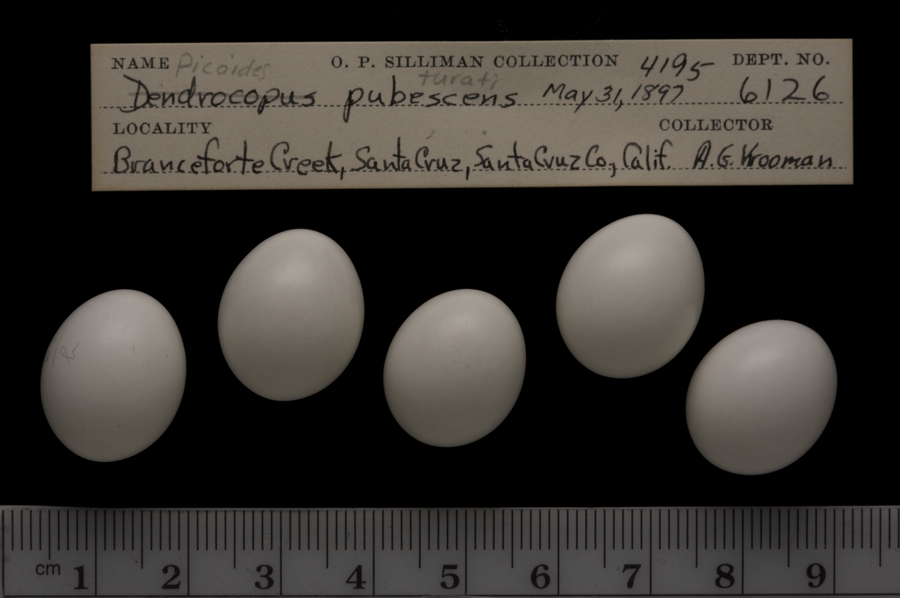 NAME Picoides O. P. SILLIMAN COLLECTION 4195 DEPT. NO.
turati
Dendrocopus pubescens May 31, 1897 6126
LOCALITY COLLECTOR
Branceforte Creek, Santa Cruz, Santa Cruz Co., Calif. A.G. Vrooman
cm 1 2 3 4 5 6 7 8 9